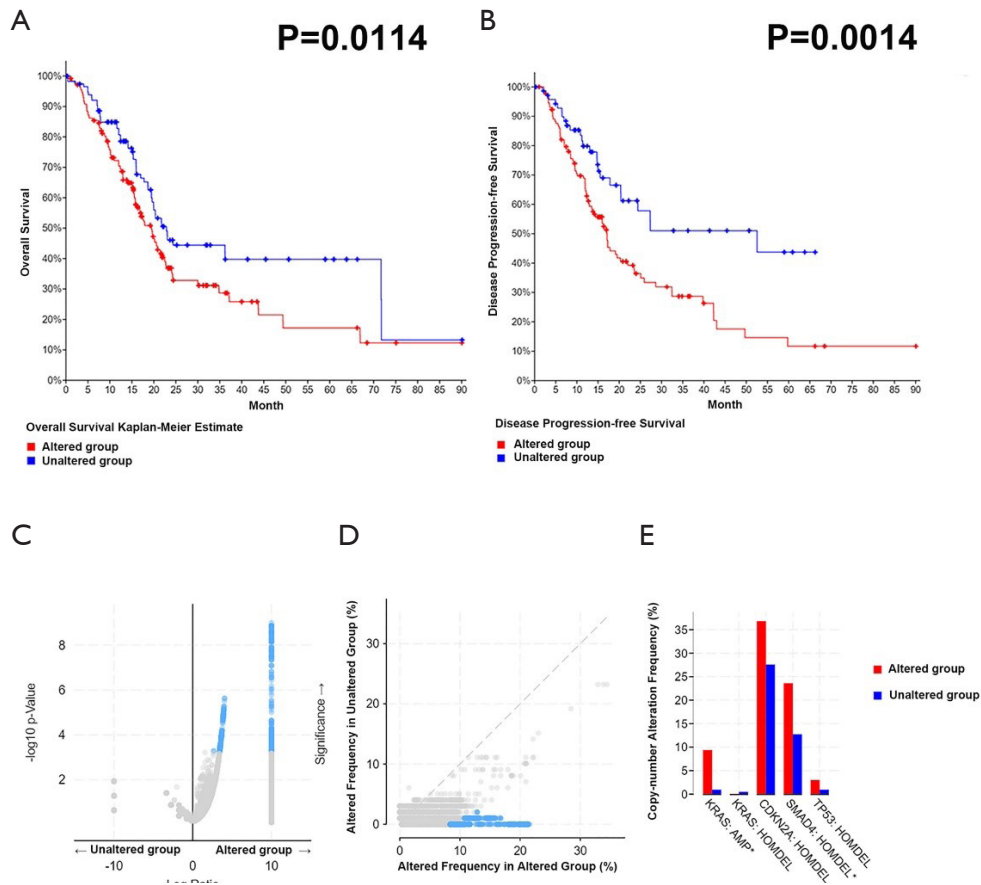 A
P=0.0114
100%
90%
80%
70%
60%
50%
40%
30%
20%
10%
0%
Overall Survival
0 5 10 15 20 25 30 35 40 45 50 55 60 65 70 75 80 85 90
Month
Overall Survival Kaplan-Meier Estimate
Altered group
Unaltered group
B
P=0.0014
100%
90%
80%
70%
60%
50%
40%
30%
20%
10%
0%
Disease Progression-free Survival
0 5 10 15 20 25 30 35 40 45 50 55 60 65 70 75 80 85 90
Month
Disease Progression-free Survival
Altered group
Unaltered group
C
8
6
4
2
-log10 p-Value
Significance →
← Unaltered group
Altered group →
-10 0 10
Log Ratio
D
30
20
10
0
Altered Frequency in Unaltered Group (%)
0 10 20 30
Altered Frequency in Altered Group (%)
E
35
30
25
20
15
10
5
0
Copy-number Alteration Frequency (%)
KRAS: AMP*
KRAS: HOMDEL
CDKN2A: HOMDEL
SMAD4: HOMDEL*
TP53: HOMDEL
Altered group
Unaltered group